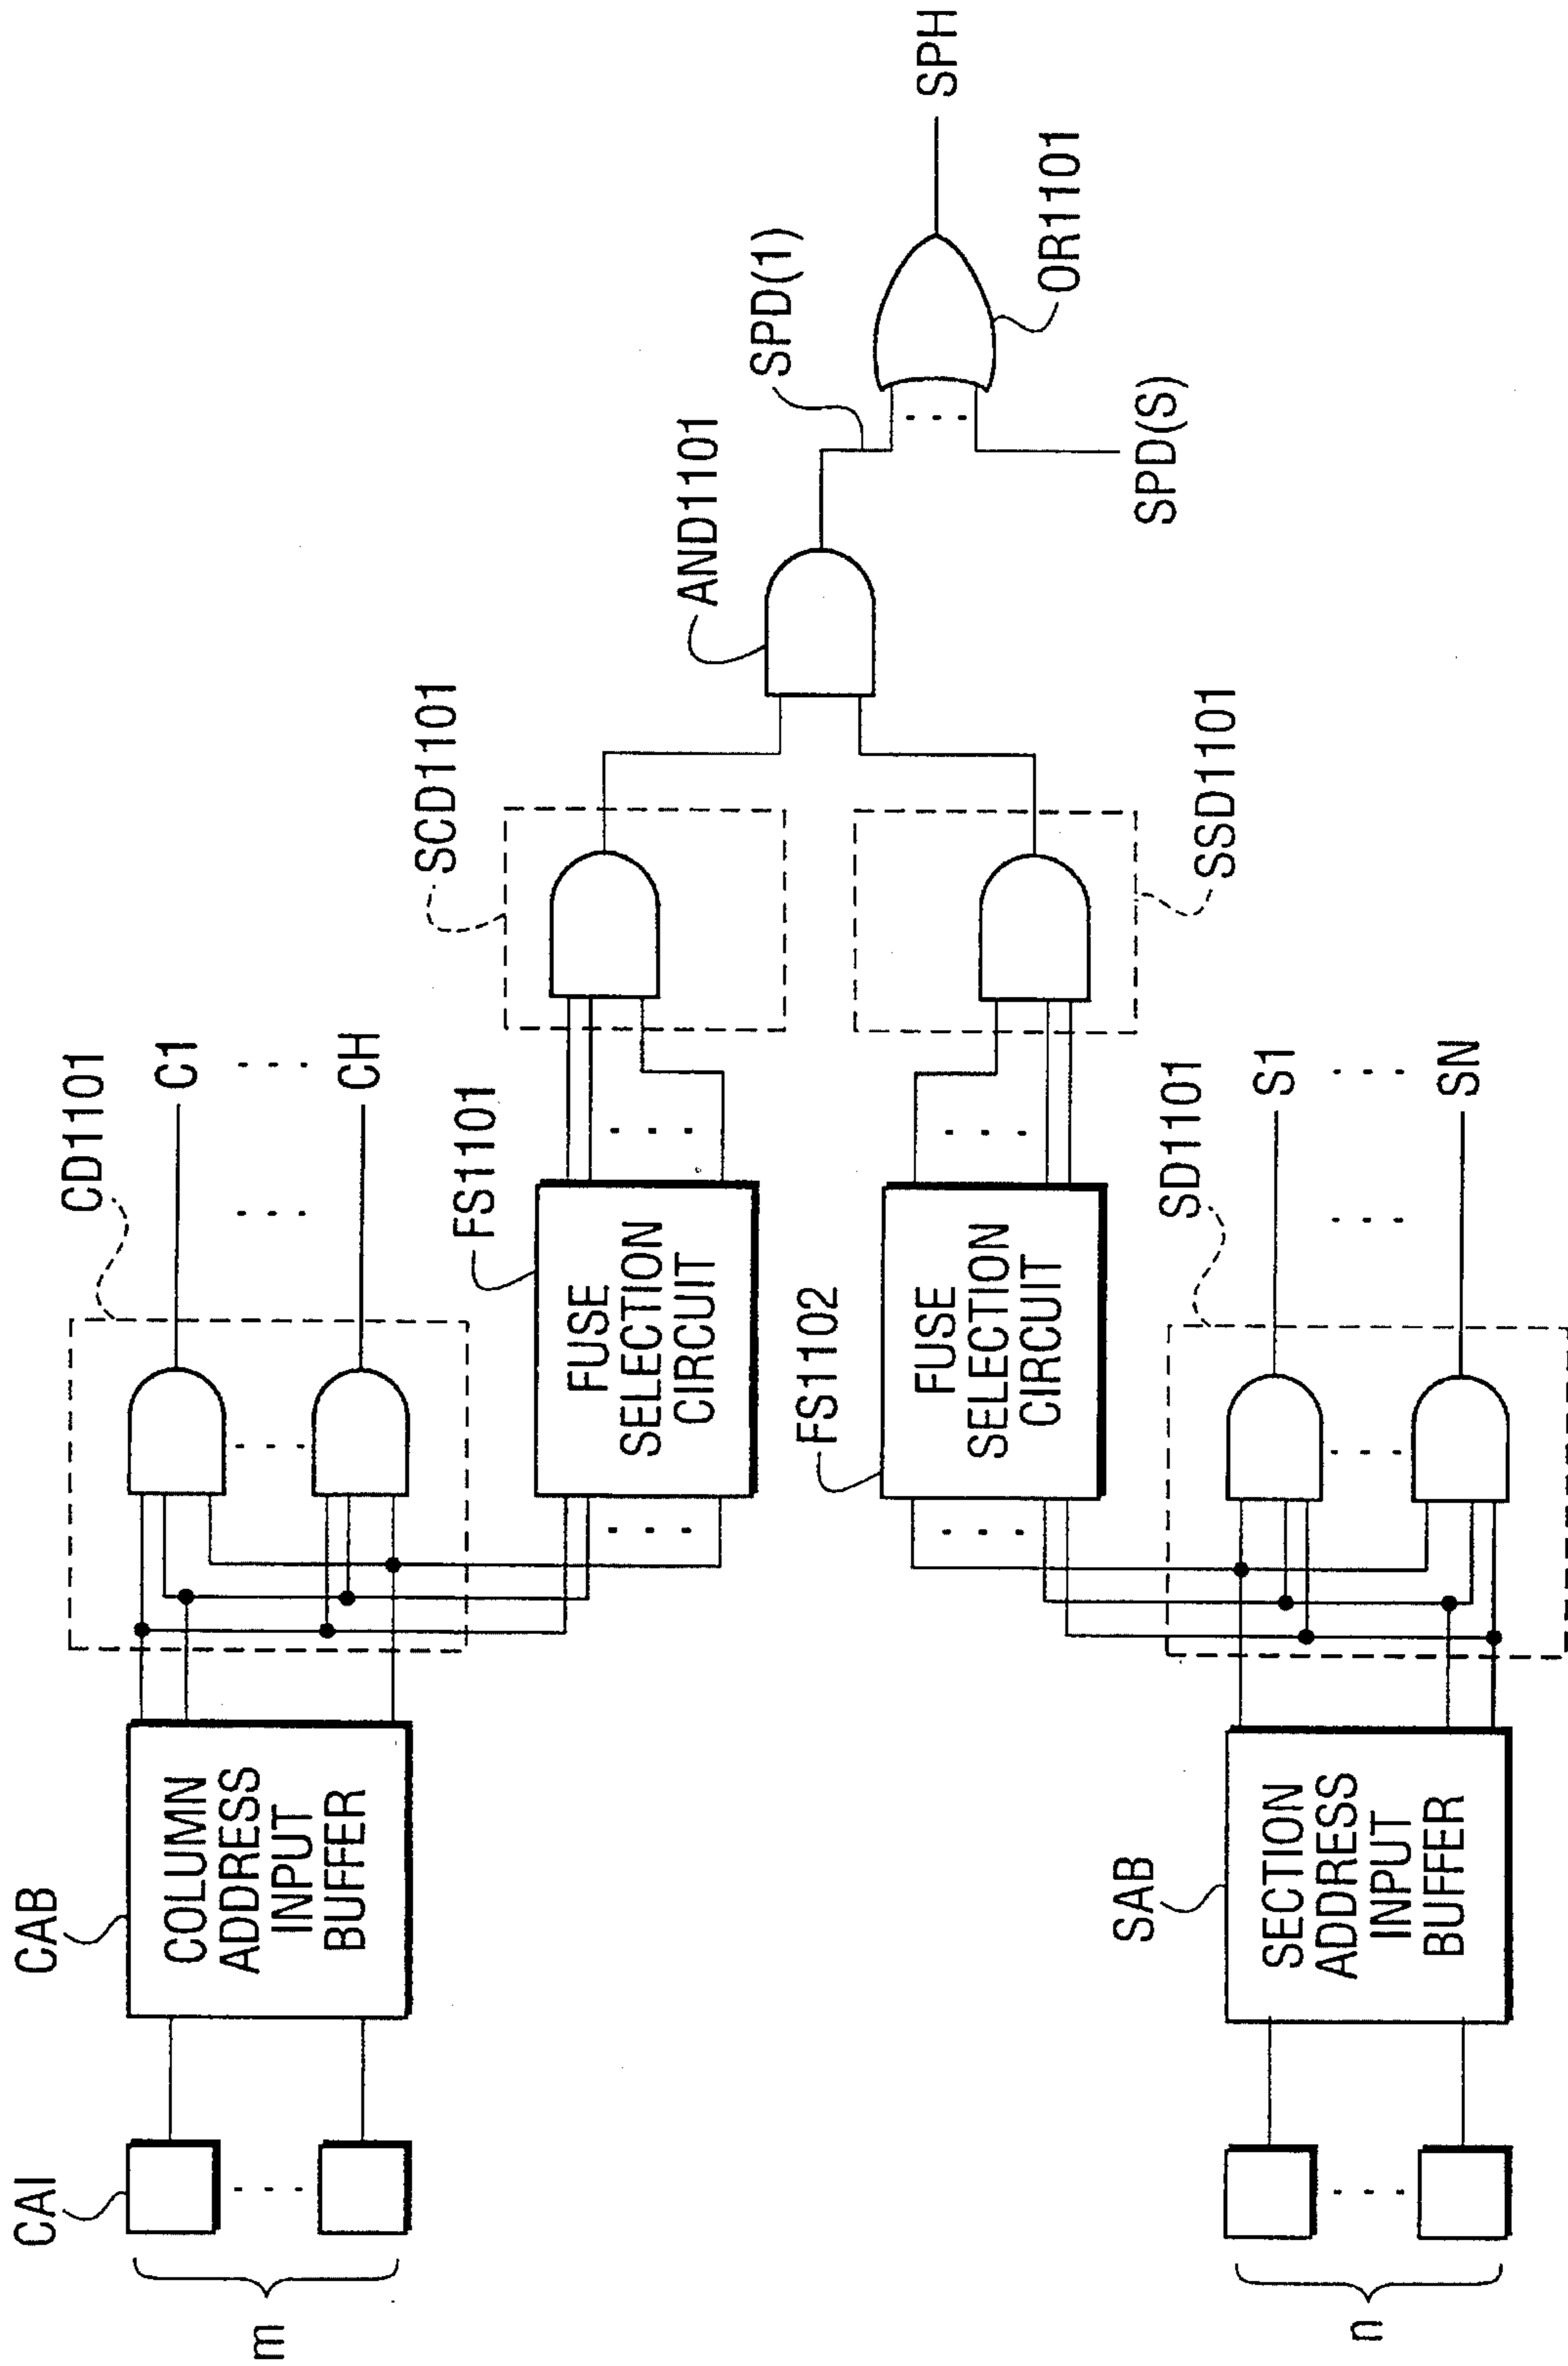 CAI
m
CAB
COLUMN
ADDRESS
INPUT
BUFFER
CD1101
C1
CH
FS1101
FUSE
SELECTION
CIRCUIT
SCD1101
AND1101
SPD(1)
SPH
OR1101
SPD(S)
FS1102
FUSE
SELECTION
CIRCUIT
SSD1101
SD1101
S1
SN
SAB
SECTION
ADDRESS
INPUT
BUFFER
n